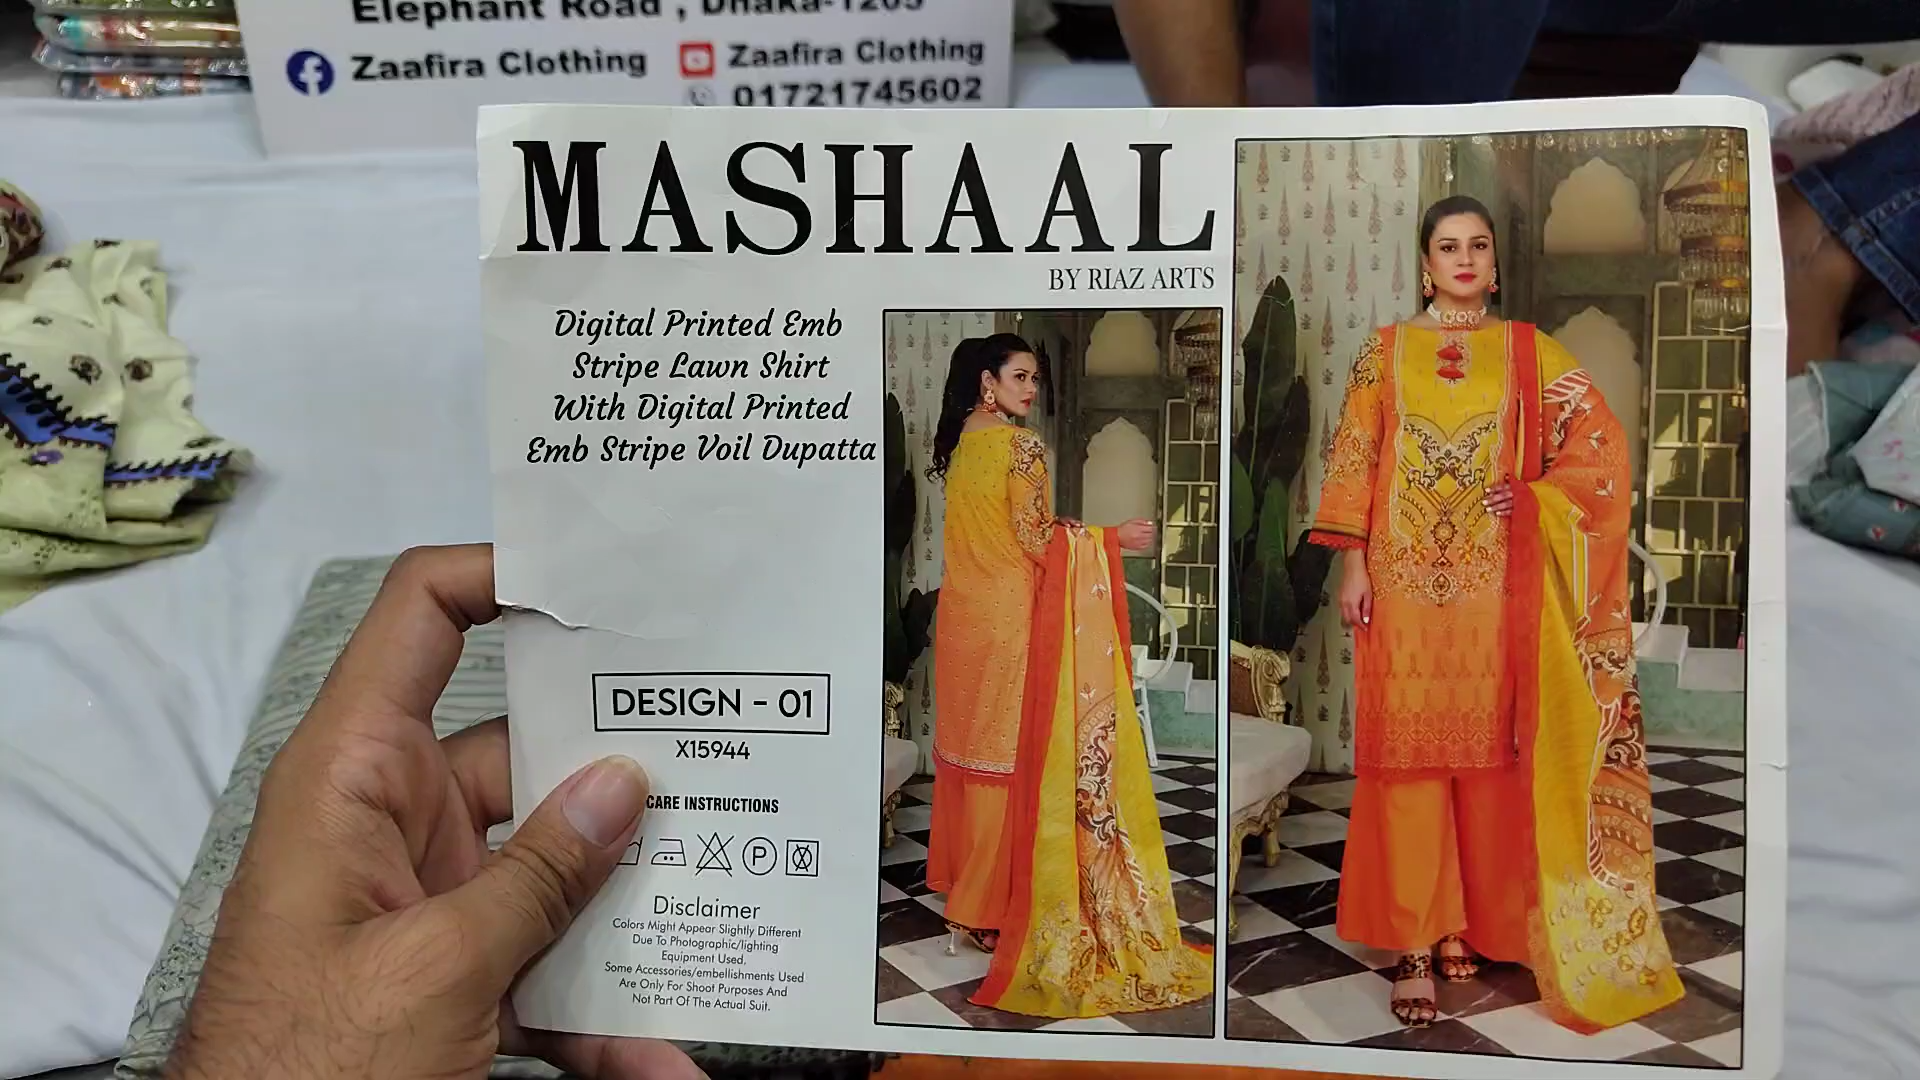 Elephant Road , Dhaka-1205
Zaafira Clothing
Zaafira Clothing
01721745602
MASHAAL
BY RIAZ ARTS
Digital Printed Emb
Stripe Lawn Shirt
With Digital Printed
Emb Stripe Voil Dupatta
DESIGN - 01
X15944
CARE INSTRUCTIONS
P
Disclaimer
Colors Might Appear Slightly Different
Due To Photographic/lighting
Equipment Used.
Some Accessories/embellishments Used
Are Only For Shoot Purposes And
Not Part Of The Actual Suit.